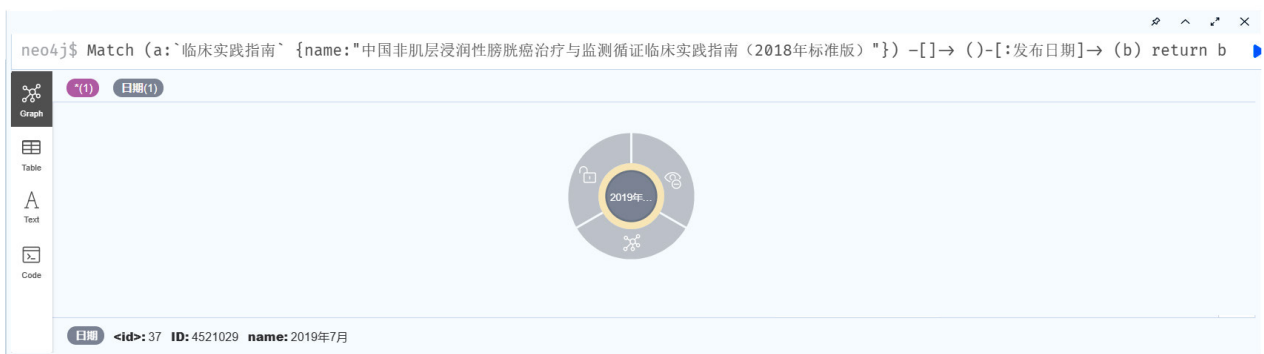 neo4j$ Match (a:`临床实践指南` {name:"中国非肌层浸润性膀胱癌治疗与监测循证临床实践指南（2018年标准版）"}) -[]→ ()-[:发布日期]→ (b) return b
*(1) 日期(1)
Graph
Table
A
Text
Code
2019年...
日期 <id>: 37 ID: 4521029 name: 2019年7月